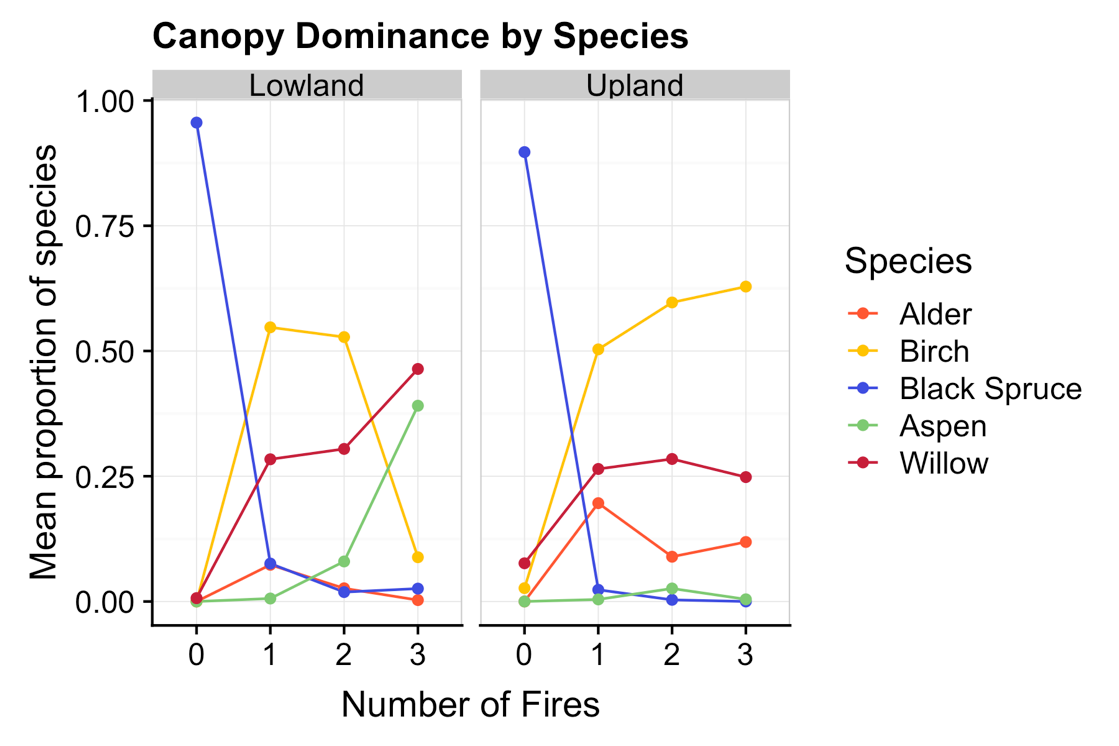 Canopy Dominance by Species
Lowland
Upland
Mean proportion of species
1.00
0.75
0.50
0.25
0.00
0 1 2 3
0 1 2 3
Number of Fires
Species
Alder
Birch
Black Spruce
Aspen
Willow